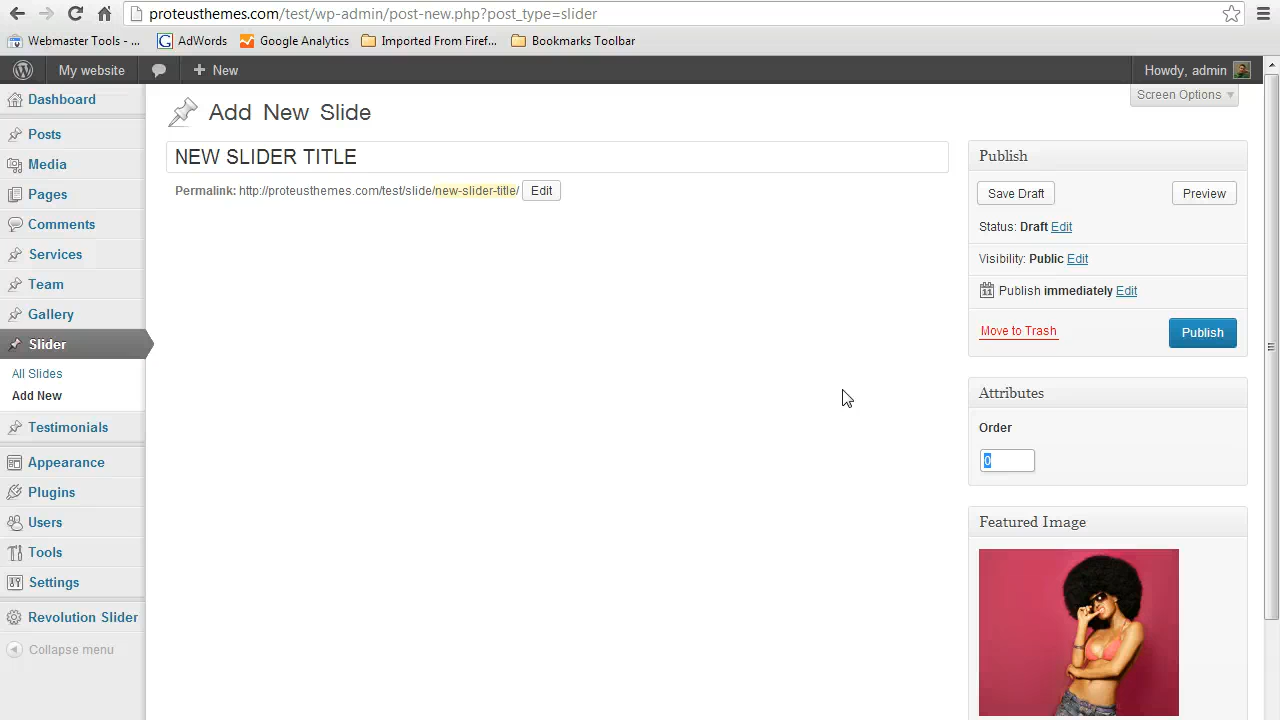 proteusthemes.com/test/wp-admin/post-new.php?post_type=slider
Webmaster Tools - ... AdWords Google Analytics Imported From Firef... Bookmarks Toolbar
My website New Howdy, admin
Screen Options
Dashboard
Posts
Media
Pages
Comments
Services
Team
Gallery
Slider
All Slides
Add New
Testimonials
Appearance
Plugins
Users
Tools
Settings
Revolution Slider
Collapse menu
Add New Slide
NEW SLIDER TITLE
Permalink: http://proteusthemes.com/test/slide/new-slider-title/ Edit
Publish
Save Draft Preview
Status: Draft Edit
Visibility: Public Edit
11 Publish immediately Edit
Move to Trash Publish
Attributes
Order
0
Featured Image